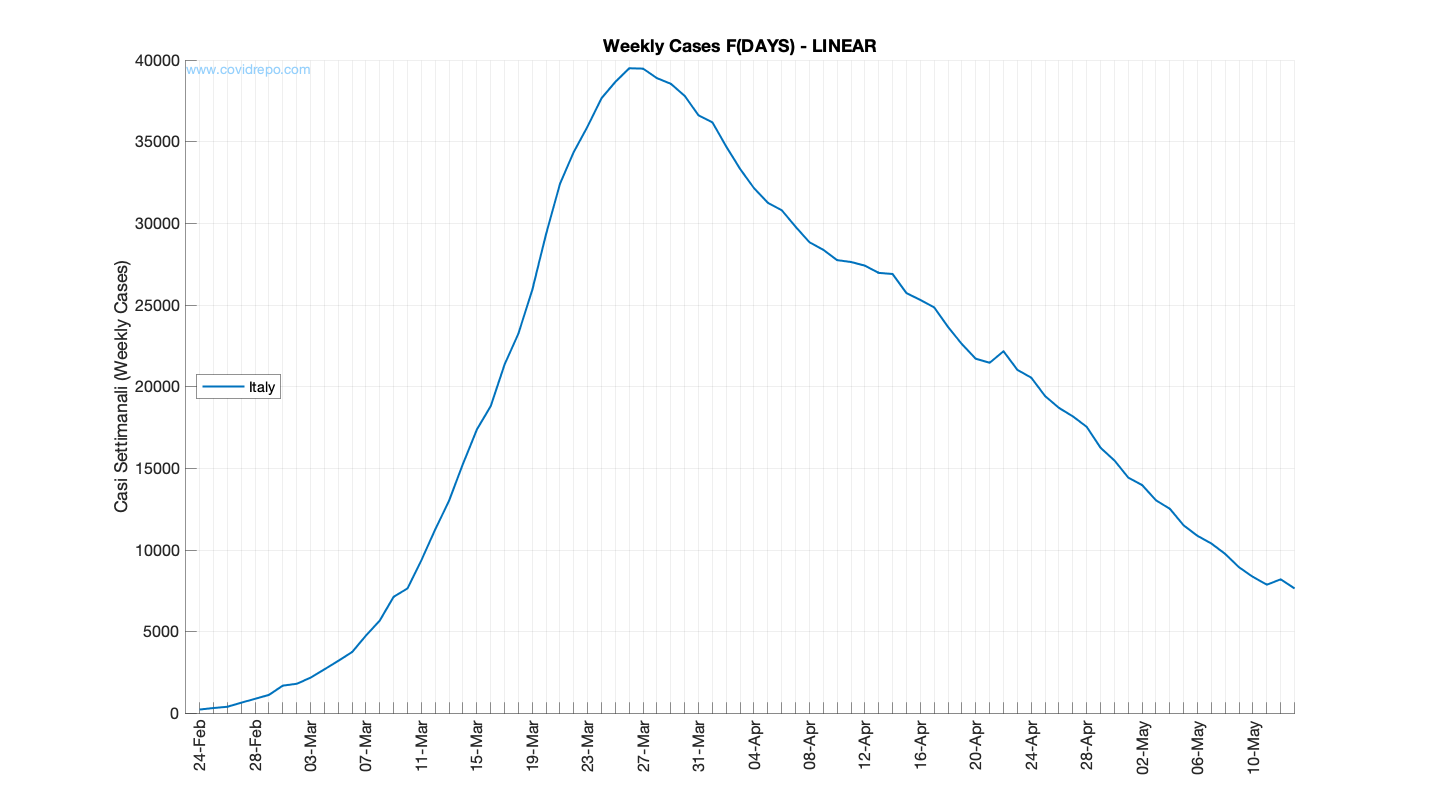 Weekly Cases F(DAYS) - LINEAR
www.covidrepo.com
Casi Settimanali (Weekly Cases)
40000
35000
30000
25000
20000
15000
10000
5000
0
Italy
24-Feb
28-Feb
03-Mar
07-Mar
11-Mar
15-Mar
19-Mar
23-Mar
27-Mar
31-Mar
04-Apr
08-Apr
12-Apr
16-Apr
20-Apr
24-Apr
28-Apr
02-May
06-May
10-May